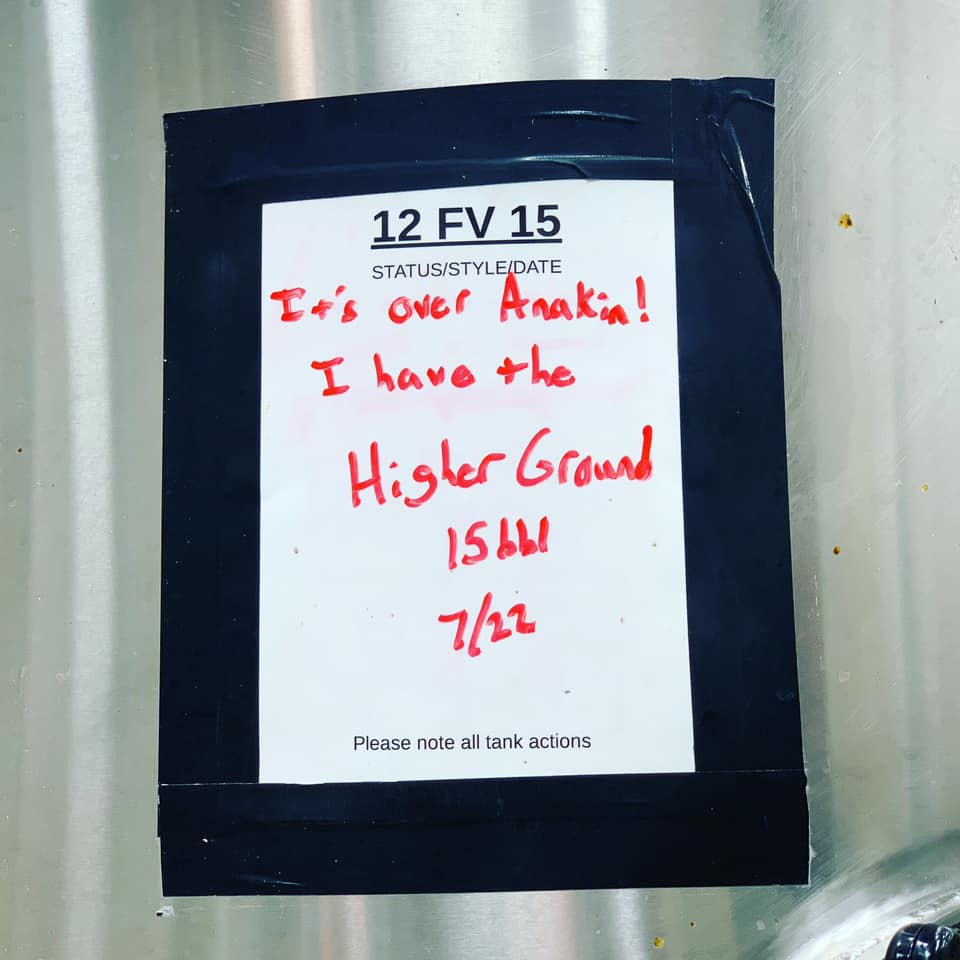 12 FV 15
STATUS/STYLE/DATE
It's over Anakin!
I have the
Higher Ground
15bbl
7/22
Please note all tank actions